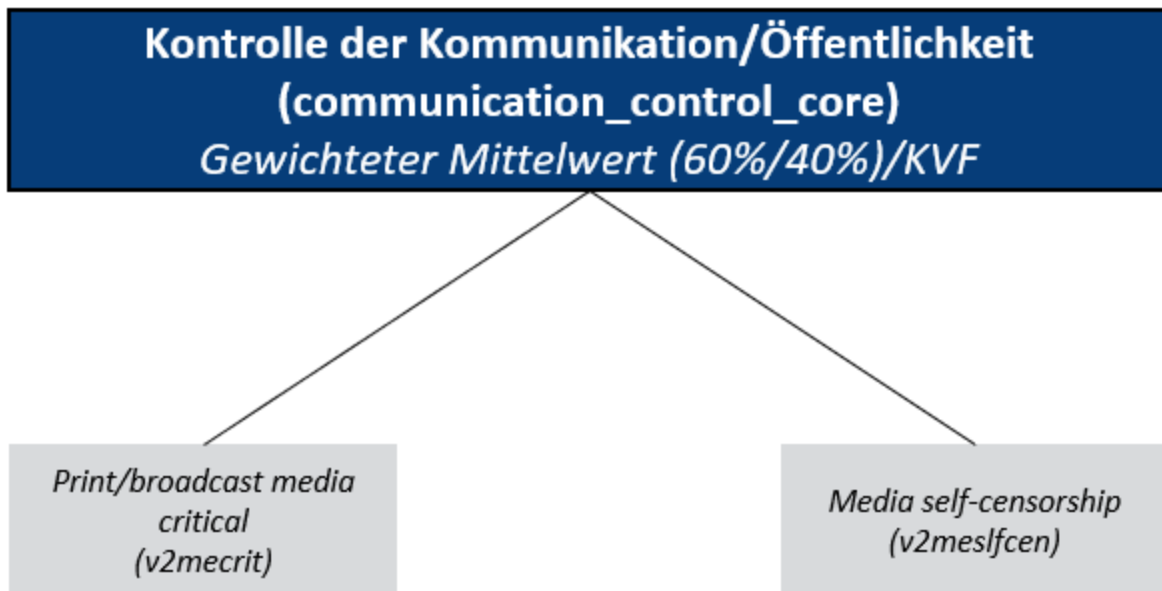 Kontrolle der Kommunikation/Öffentlichkeit
(communication_control_core)
Gewichteter Mittelwert (60%/40%)/KVF
Print/broadcast media
critical
(v2mecrit)
Media self-censorship
(v2meslfcen)